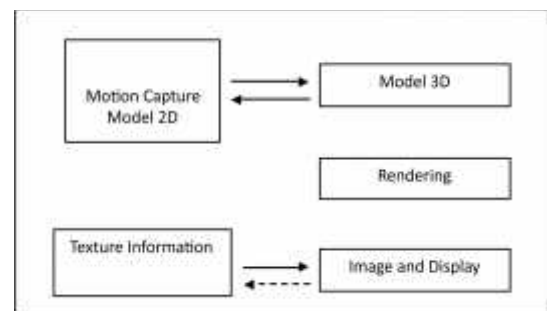 Motion Capture
Model 2D
Model 3D
Rendering
Texture Information
Image and Display